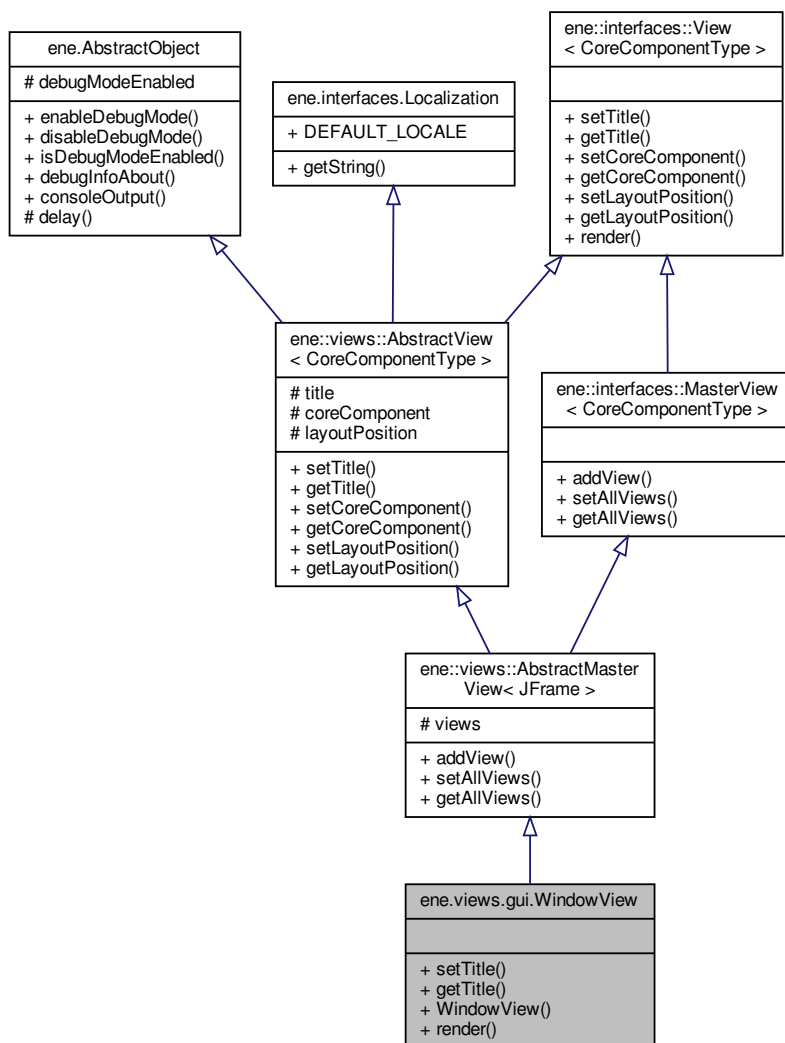 ene.AbstractObject
# debugModeEnabled
+ enableDebugMode()
+ disableDebugMode()
+ isDebugModeEnabled()
+ debugInfoAbout()
+ consoleOutput()
# delay()
ene.interfaces.Localization
+ DEFAULT_LOCALE
+ getString()
ene::interfaces::View
< CoreComponentType >
+ setTitle()
+ getTitle()
+ setCoreComponent()
+ getCoreComponent()
+ setLayoutPosition()
+ getLayoutPosition()
+ render()
ene::views::AbstractView
< CoreComponentType >
# title
# coreComponent
# layoutPosition
+ setTitle()
+ getTitle()
+ setCoreComponent()
+ getCoreComponent()
+ setLayoutPosition()
+ getLayoutPosition()
ene::interfaces::MasterView
< CoreComponentType >
+ addView()
+ setAllViews()
+ getAllViews()
ene::views::AbstractMaster
View< JFrame >
# views
+ addView()
+ setAllViews()
+ getAllViews()
ene.views.gui.WindowView
+ setTitle()
+ getTitle()
+ WindowView()
+ render()